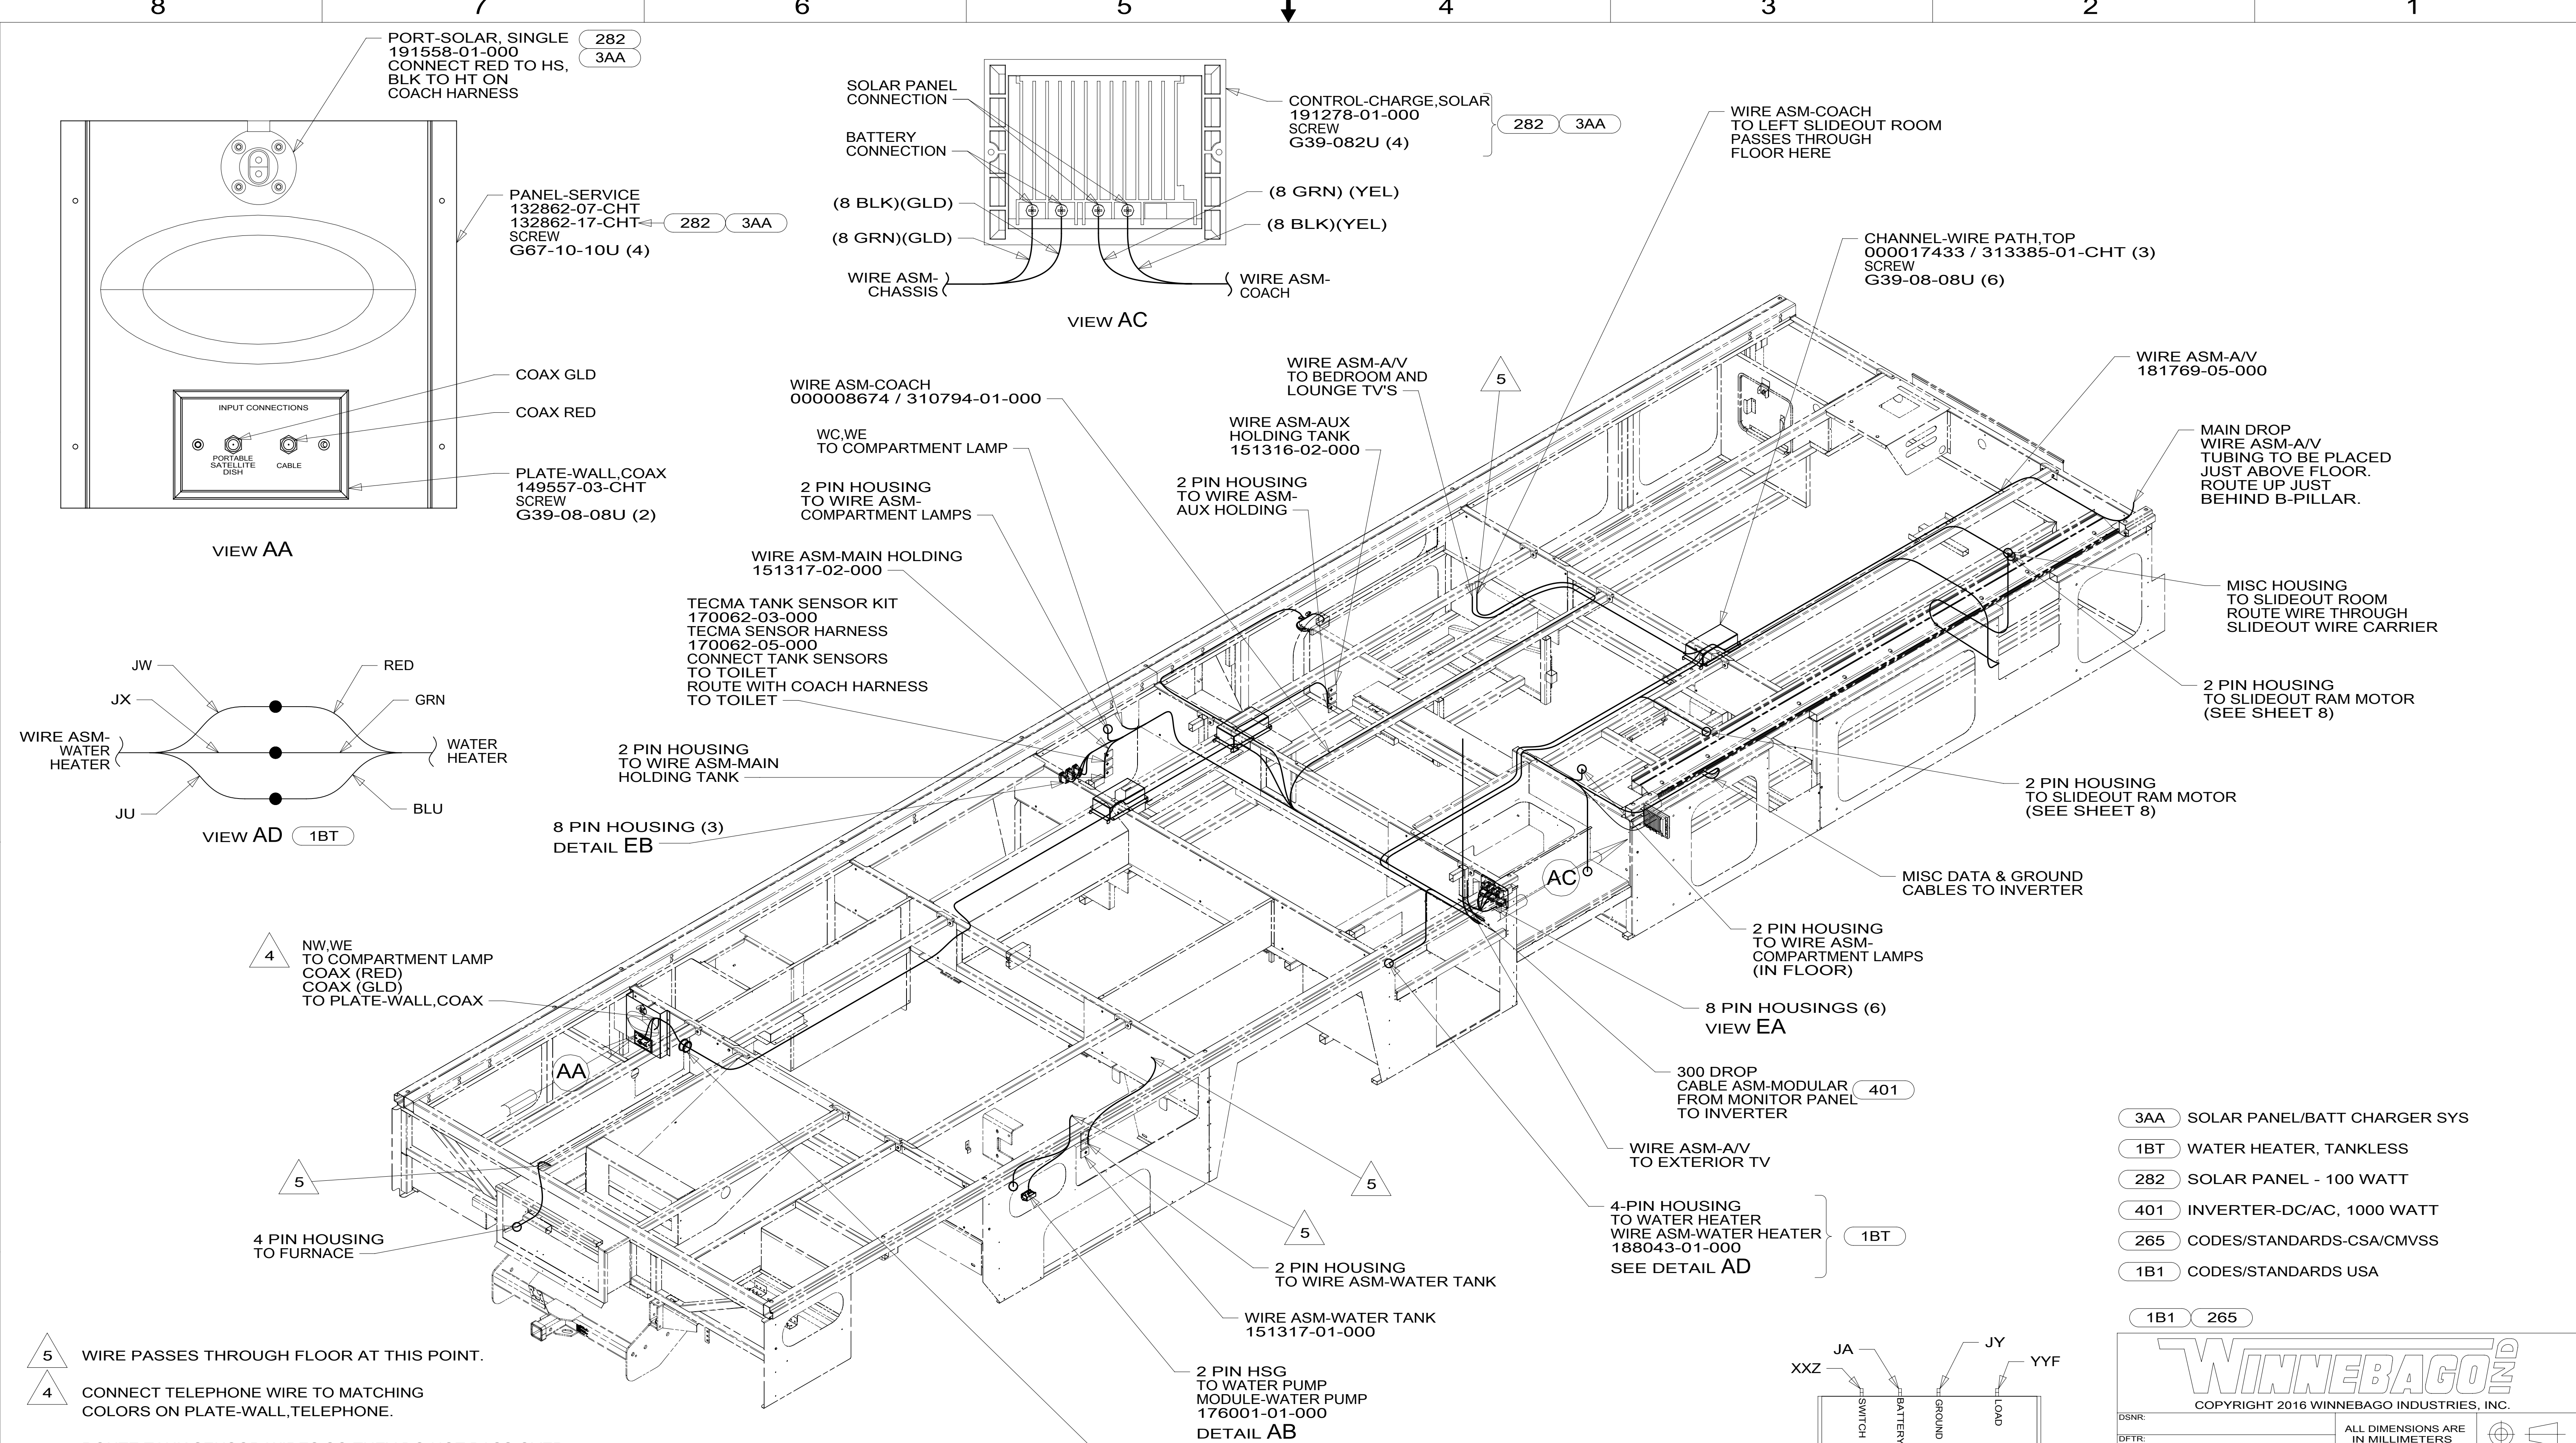 8 7 6 5 4 3 2 1
PORT-SOLAR, SINGLE 282
191558-01-000 3AA
CONNECT RED TO HS,
BLK TO HT ON
COACH HARNESS
PANEL-SERVICE
132862-07-CHT
132862-17-CHT 282 3AA
SCREW
G67-10-10U (4)
COAX GLD
COAX RED
INPUT CONNECTIONS
PORTABLE
SATELLITE
DISH
CABLE
PLATE-WALL,COAX
149557-03-CHT
SCREW
G39-08-08U (2)
VIEW AA
SOLAR PANEL
CONNECTION
BATTERY
CONNECTION
(8 BLK)(GLD)
(8 GRN)(GLD)
WIRE ASM-
CHASSIS
CONTROL-CHARGE,SOLAR
191278-01-000
SCREW
G39-082U (4)
282 3AA
(8 GRN) (YEL)
(8 BLK)(YEL)
WIRE ASM-
COACH
VIEW AC
WIRE ASM-COACH
TO LEFT SLIDEOUT ROOM
PASSES THROUGH
FLOOR HERE
CHANNEL-WIRE PATH,TOP
000017433 / 313385-01-CHT (3)
SCREW
G39-08-08U (6)
WIRE ASM-A/V
181769-05-000
MAIN DROP
WIRE ASM-A/V
TUBING TO BE PLACED
JUST ABOVE FLOOR.
ROUTE UP JUST
BEHIND B-PILLAR.
MISC HOUSING
TO SLIDEOUT ROOM
ROUTE WIRE THROUGH
SLIDEOUT WIRE CARRIER
2 PIN HOUSING
TO SLIDEOUT RAM MOTOR
(SEE SHEET 8)
2 PIN HOUSING
TO SLIDEOUT RAM MOTOR
(SEE SHEET 8)
MISC DATA & GROUND
CABLES TO INVERTER
2 PIN HOUSING
TO WIRE ASM-
COMPARTMENT LAMPS
(IN FLOOR)
8 PIN HOUSINGS (6)
VIEW EA
300 DROP
CABLE ASM-MODULAR 401
FROM MONITOR PANEL
TO INVERTER
WIRE ASM-A/V
TO EXTERIOR TV
4-PIN HOUSING
TO WATER HEATER
WIRE ASM-WATER HEATER
188043-01-000
SEE DETAIL AD
1BT
WIRE ASM-A/V
TO BEDROOM AND
LOUNGE TV'S
5
WIRE ASM-AUX
HOLDING TANK
151316-02-000
2 PIN HOUSING
TO WIRE ASM-
AUX HOLDING
WIRE ASM-COACH
000008674 / 310794-01-000
WC,WE
TO COMPARTMENT LAMP
2 PIN HOUSING
TO WIRE ASM-
COMPARTMENT LAMPS
WIRE ASM-MAIN HOLDING
151317-02-000
TECMA TANK SENSOR KIT
170062-03-000
TECMA SENSOR HARNESS
170062-05-000
CONNECT TANK SENSORS
TO TOILET
ROUTE WITH COACH HARNESS
TO TOILET
2 PIN HOUSING
TO WIRE ASM-MAIN
HOLDING TANK
8 PIN HOUSING (3)
DETAIL EB
JW
RED
JX
GRN
WIRE ASM-
WATER
HEATER
WATER
HEATER
JU
BLU
VIEW AD 1BT
4
NW,WE
TO COMPARTMENT LAMP
COAX (RED)
COAX (GLD)
TO PLATE-WALL,COAX
AA
AC
5
4 PIN HOUSING
TO FURNACE
5
5
2 PIN HOUSING
TO WIRE ASM-WATER TANK
WIRE ASM-WATER TANK
151317-01-000
2 PIN HSG
TO WATER PUMP
MODULE-WATER PUMP
176001-01-000
DETAIL AB
5 WIRE PASSES THROUGH FLOOR AT THIS POINT.
4 CONNECT TELEPHONE WIRE TO MATCHING
COLORS ON PLATE-WALL,TELEPHONE.
3AA SOLAR PANEL/BATT CHARGER SYS
1BT WATER HEATER, TANKLESS
282 SOLAR PANEL - 100 WATT
401 INVERTER-DC/AC, 1000 WATT
265 CODES/STANDARDS-CSA/CMVSS
1B1 CODES/STANDARDS USA
1B1 265
JA
JY
XXZ
YYF
SWITCH
BATTERY
GROUND
LOAD
WINNEBAGO IND
COPYRIGHT 2016 WINNEBAGO INDUSTRIES, INC.
DSNR:
DFTR:
ALL DIMENSIONS ARE
IN MILLIMETERS